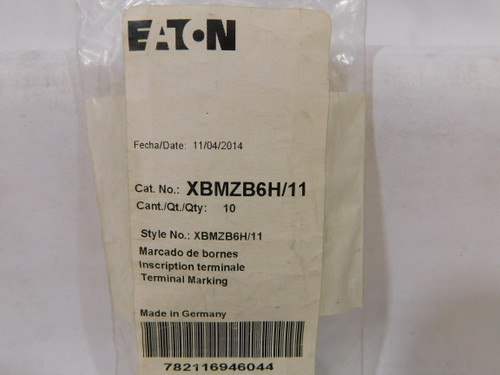 EATON
Fecha/Date: 11/04/2014
Cat. No.: XBMZB6H/11
Cant./Qt./Qty: 10
Style No.: XBMZB6H/11
Marcado de bornes
Inscription terminale
Terminal Marking
Made in Germany
782116946044